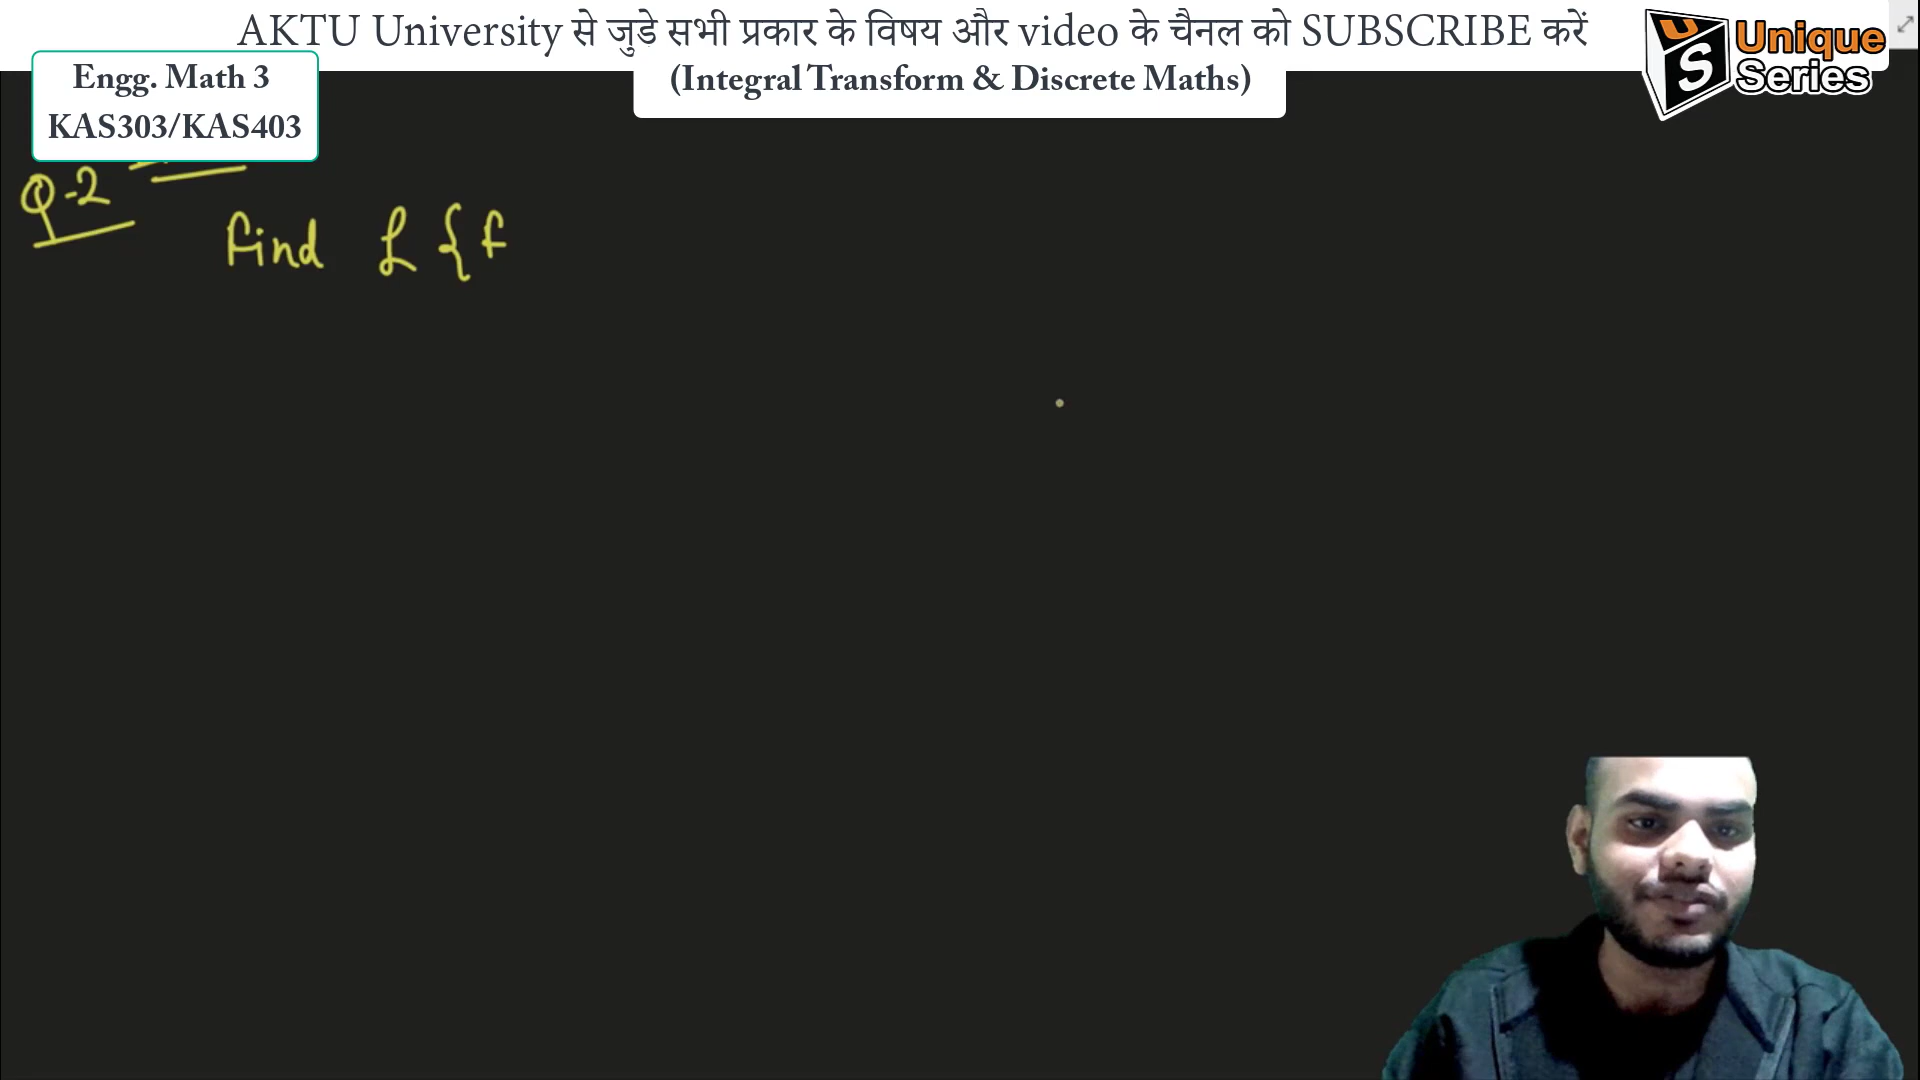 AKTU University से जुडे सभी प्रकार के विषय और video के चैनल को SUBSCRIBE करें
US Unique Series
Engg. Math 3
KAS303/KAS403
(Integral Transform & Discrete Maths)
Q-2
find L {f